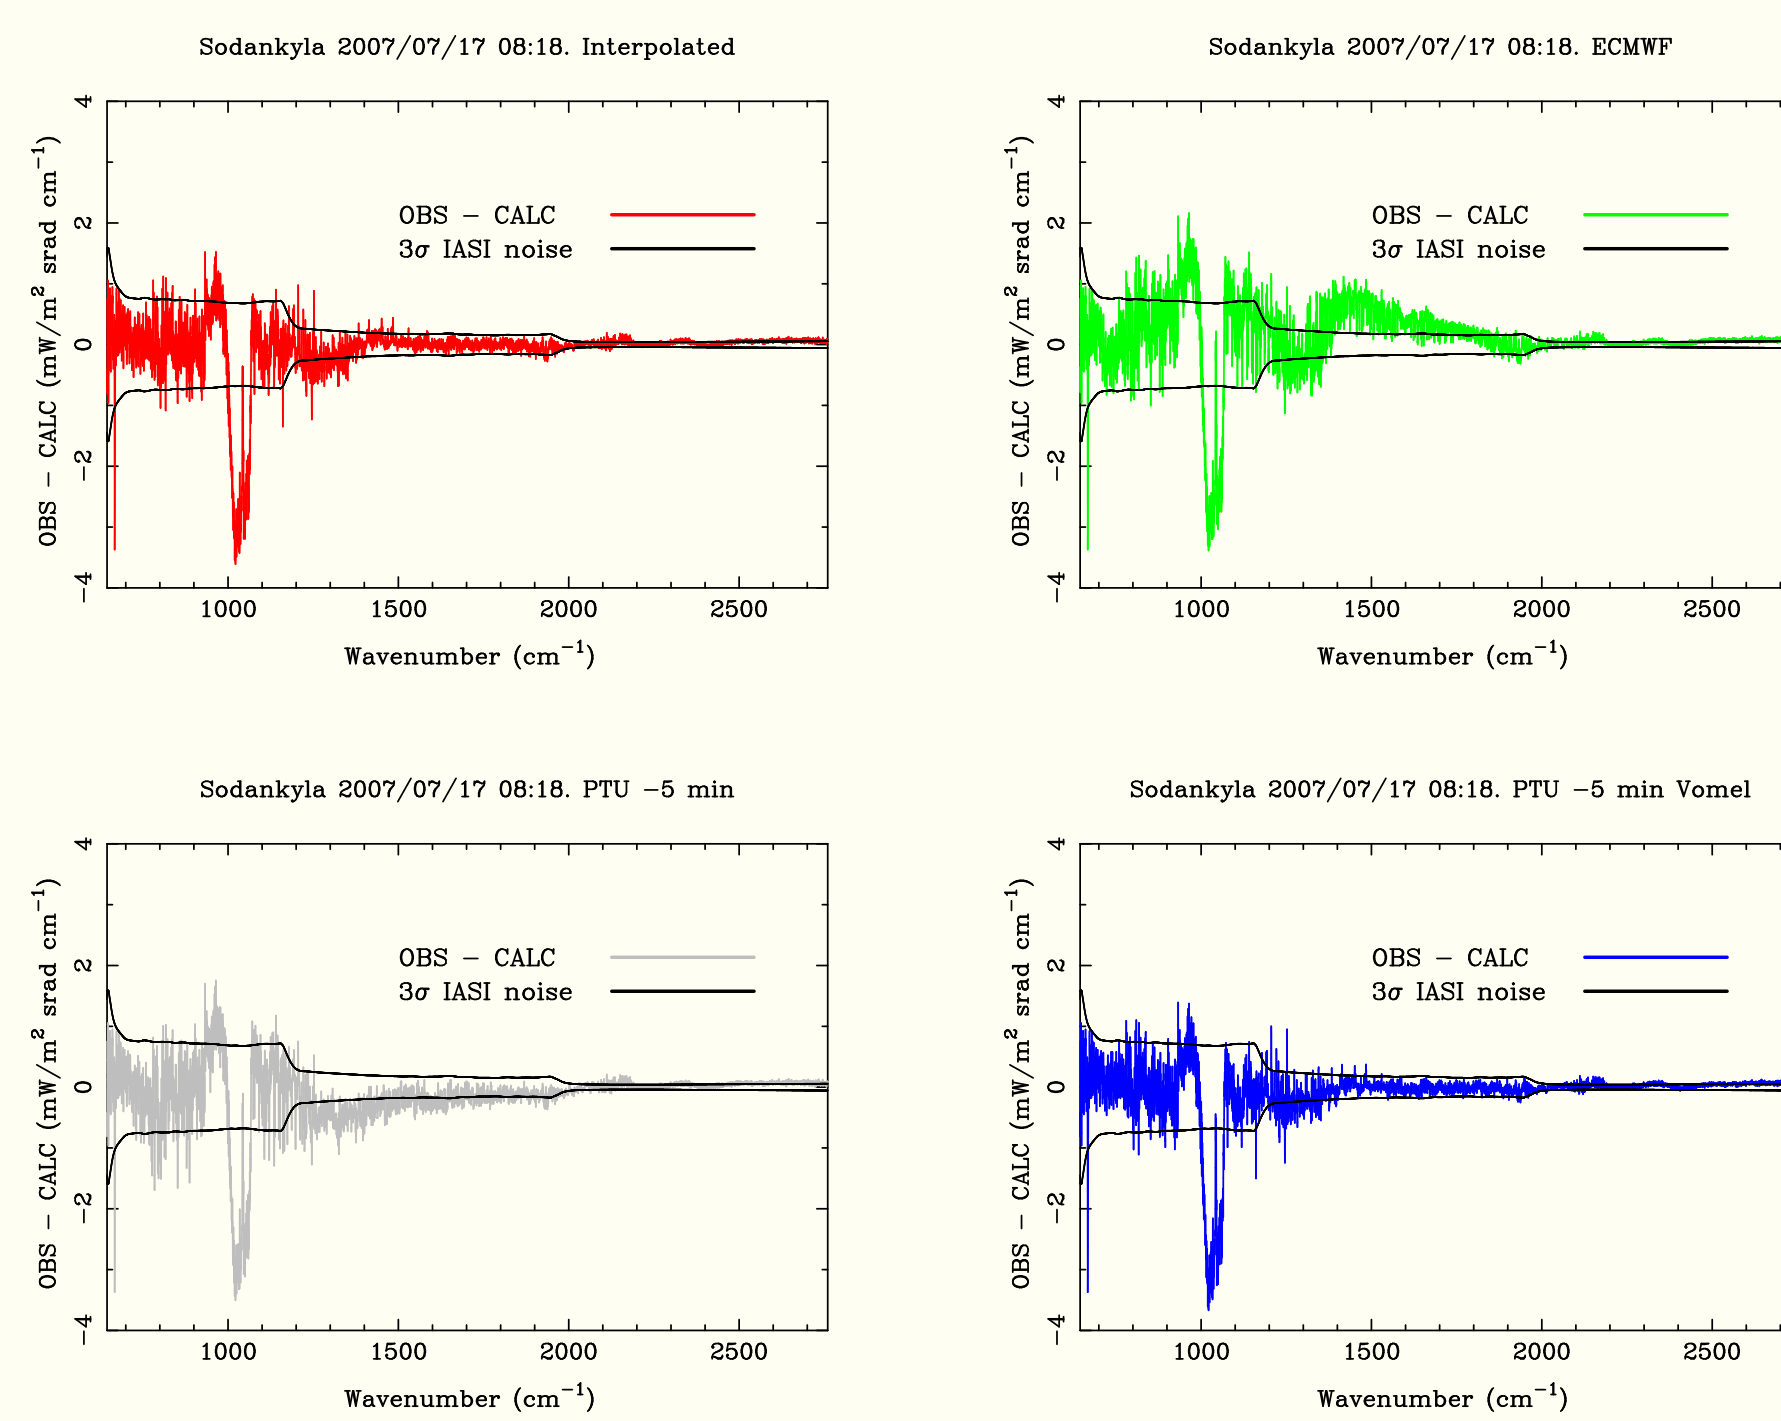 Sodankyla 2007/07/17 08:18. Interpolated
OBS − CALC (mW/m² srad cm⁻¹)
4
2
0
−2
−4
OBS − CALC
3σ IASI noise
1000 1500 2000 2500
Wavenumber (cm⁻¹)
Sodankyla 2007/07/17 08:18. ECMWF
OBS − CALC (mW/m² srad cm⁻¹)
4
2
0
−2
−4
OBS − CALC
3σ IASI noise
1000 1500 2000 2500
Wavenumber (cm⁻¹)
Sodankyla 2007/07/17 08:18. PTU −5 min
OBS − CALC (mW/m² srad cm⁻¹)
4
2
0
−2
−4
OBS − CALC
3σ IASI noise
1000 1500 2000 2500
Wavenumber (cm⁻¹)
Sodankyla 2007/07/17 08:18. PTU −5 min Vomel
OBS − CALC (mW/m² srad cm⁻¹)
4
2
0
−2
−4
OBS − CALC
3σ IASI noise
1000 1500 2000 2500
Wavenumber (cm⁻¹)